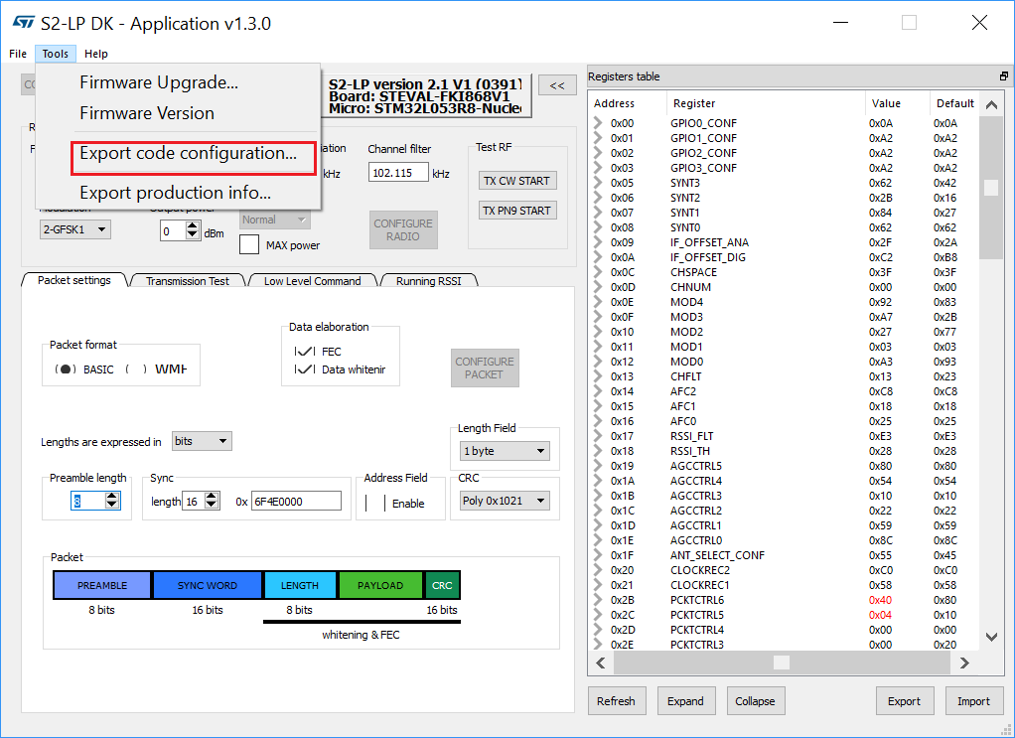 S2-LP DK - Application v1.3.0
File Tools Help
Firmware Upgrade...
Firmware Version
Export code configuration...
Export production info...
S2-LP version 2.1 V1 (0391)
Board: STEVAL-FKI868V1
Micro: STM32L053R8-Nucle
<<
Channel filter
kHz
102.115 kHz
Test RF
TX CW START
TX PN9 START
2-GFSK1
0 dBm
Normal
MAX power
CONFIGURE
RADIO
Packet settings Transmission Test Low Level Command Running RSSI
Packet format
BASIC
Data elaboration
FEC
Data whitenir
CONFIGURE
PACKET
Lengths are expressed in bits
Length Field
1 byte
Preamble length
8
Sync
length 16 0x 6F4E0000
Address Field
Enable
CRC
Poly 0x1021
Packet
PREAMBLE SYNC WORD LENGTH PAYLOAD CRC
8 bits 16 bits 8 bits 16 bits
whitening & FEC
Registers table
Address Register Value Default
0x00 GPIO0_CONF 0x0A 0x0A
0x01 GPIO1_CONF 0xA2 0xA2
0x02 GPIO2_CONF 0xA2 0xA2
0x03 GPIO3_CONF 0xA2 0xA2
0x05 SYNT3 0x62 0x42
0x06 SYNT2 0x2B 0x16
0x07 SYNT1 0x84 0x27
0x08 SYNT0 0x62 0x62
0x09 IF_OFFSET_ANA 0x2F 0x2A
0x0A IF_OFFSET_DIG 0xC2 0xB8
0x0C CHSPACE 0x3F 0x3F
0x0D CHNUM 0x00 0x00
0x0E MOD4 0x92 0x83
0x0F MOD3 0xA7 0x2B
0x10 MOD2 0x27 0x77
0x11 MOD1 0x03 0x03
0x12 MOD0 0xA3 0x93
0x13 CHFLT 0x13 0x23
0x14 AFC2 0xC8 0xC8
0x15 AFC1 0x18 0x18
0x16 AFC0 0x25 0x25
0x17 RSSI_FLT 0xE3 0xE3
0x18 RSSI_TH 0x28 0x28
0x19 AGCCTRL5 0x80 0x80
0x1A AGCCTRL4 0x54 0x54
0x1B AGCCTRL3 0x10 0x10
0x1C AGCCTRL2 0x22 0x22
0x1D AGCCTRL1 0x59 0x59
0x1E AGCCTRL0 0x8C 0x8C
0x1F ANT_SELECT_CONF 0x55 0x45
0x20 CLOCKREC2 0xC0 0xC0
0x21 CLOCKREC1 0x58 0x58
0x2B PCKTCTRL6 0x40 0x80
0x2C PCKTCTRL5 0x04 0x10
0x2D PCKTCTRL4 0x00 0x00
0x2E PCKTCTRL3 0x00 0x20
Refresh Expand Collapse Export Import